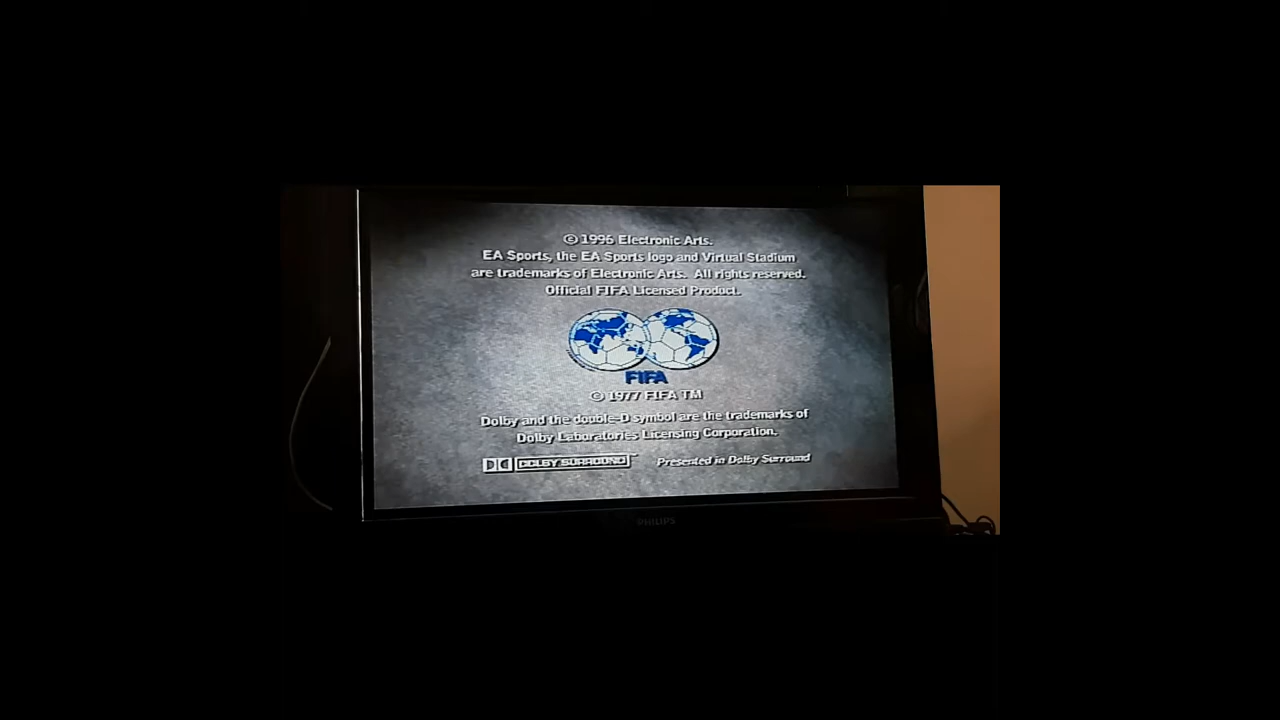 © 1996 Electronic Arts.
EA Sports, the EA Sports logo and Virtual Stadium
are trademarks of Electronic Arts. All rights reserved.
Official FIFA Licensed Product.
FIFA
© 1977 FIFA TM
Dolby and the double-D symbol are the trademarks of
Dolby Laboratories Licensing Corporation.
DOLBY SURROUND Presented in Dolby Surround
PHILIPS